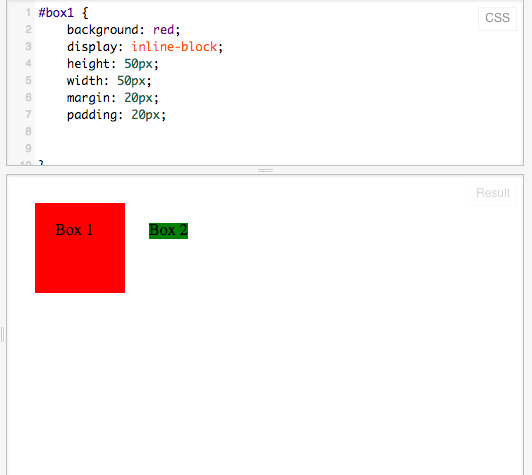 1 #box1 {
CSS
2 background: red;
3 display: inline-block;
4 height: 50px;
5 width: 50px;
6 margin: 20px;
7 padding: 20px;
8
9
10 }
Result
Box 1 Box 2